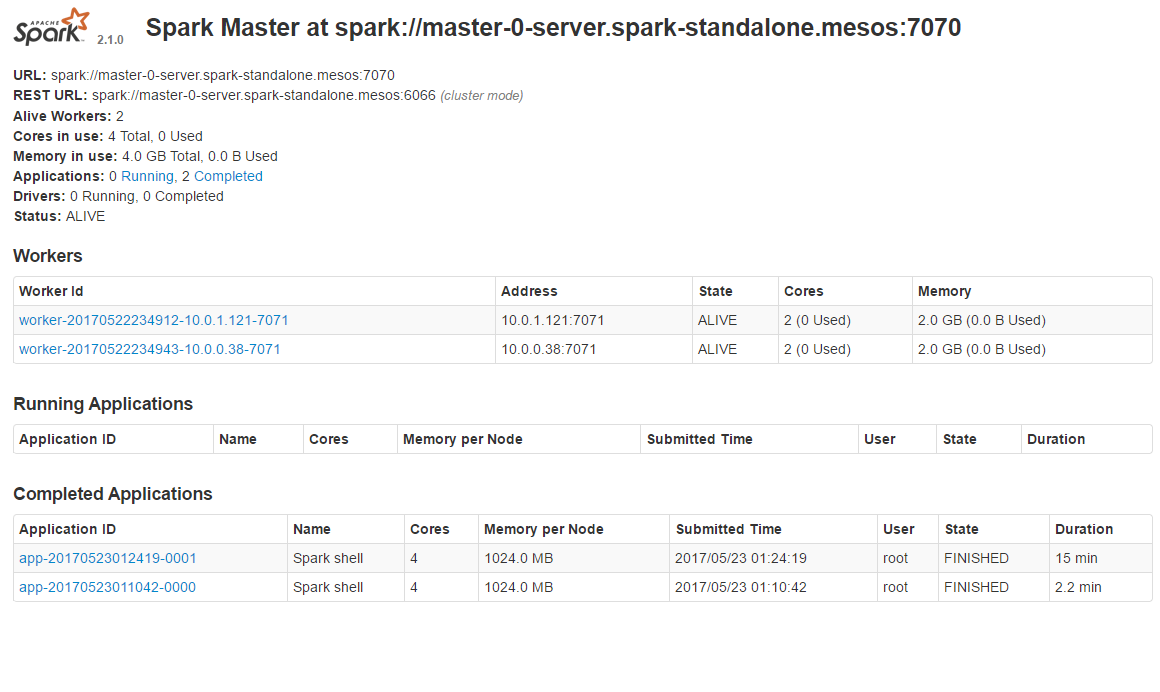 APACHE
Spark 2.1.0 Spark Master at spark://master-0-server.spark-standalone.mesos:7070
URL: spark://master-0-server.spark-standalone.mesos:7070
REST URL: spark://master-0-server.spark-standalone.mesos:6066 (cluster mode)
Alive Workers: 2
Cores in use: 4 Total, 0 Used
Memory in use: 4.0 GB Total, 0.0 B Used
Applications: 0 Running, 2 Completed
Drivers: 0 Running, 0 Completed
Status: ALIVE
Workers
Worker Id Address State Cores Memory
worker-20170522234912-10.0.1.121-7071 10.0.1.121:7071 ALIVE 2 (0 Used) 2.0 GB (0.0 B Used)
worker-20170522234943-10.0.0.38-7071 10.0.0.38:7071 ALIVE 2 (0 Used) 2.0 GB (0.0 B Used)
Running Applications
Application ID Name Cores Memory per Node Submitted Time User State Duration
Completed Applications
Application ID Name Cores Memory per Node Submitted Time User State Duration
app-20170523012419-0001 Spark shell 4 1024.0 MB 2017/05/23 01:24:19 root FINISHED 15 min
app-20170523011042-0000 Spark shell 4 1024.0 MB 2017/05/23 01:10:42 root FINISHED 2.2 min